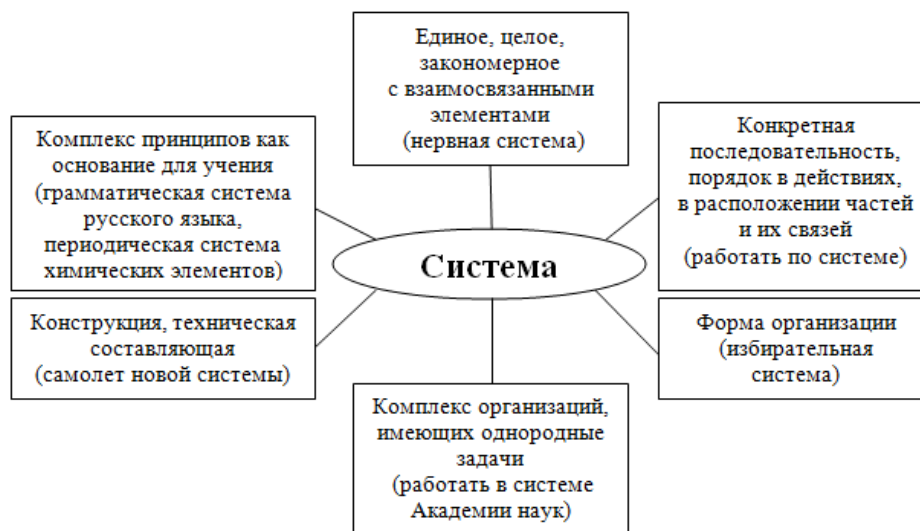 Единое, целое,
закономерное
с взаимосвязанными
элементами
(нервная система)
Комплекс принципов как
основание для учения
(грамматическая система
русского языка,
периодическая система
химических элементов)
Конкретная
последовательность,
порядок в действиях,
в расположении частей
и их связей
(работать по системе)
Система
Конструкция, техническая
составляющая
(самолет новой системы)
Форма организации
(избирательная
система)
Комплекс организаций,
имеющих однородные
задачи
(работать в системе
Академии наук)